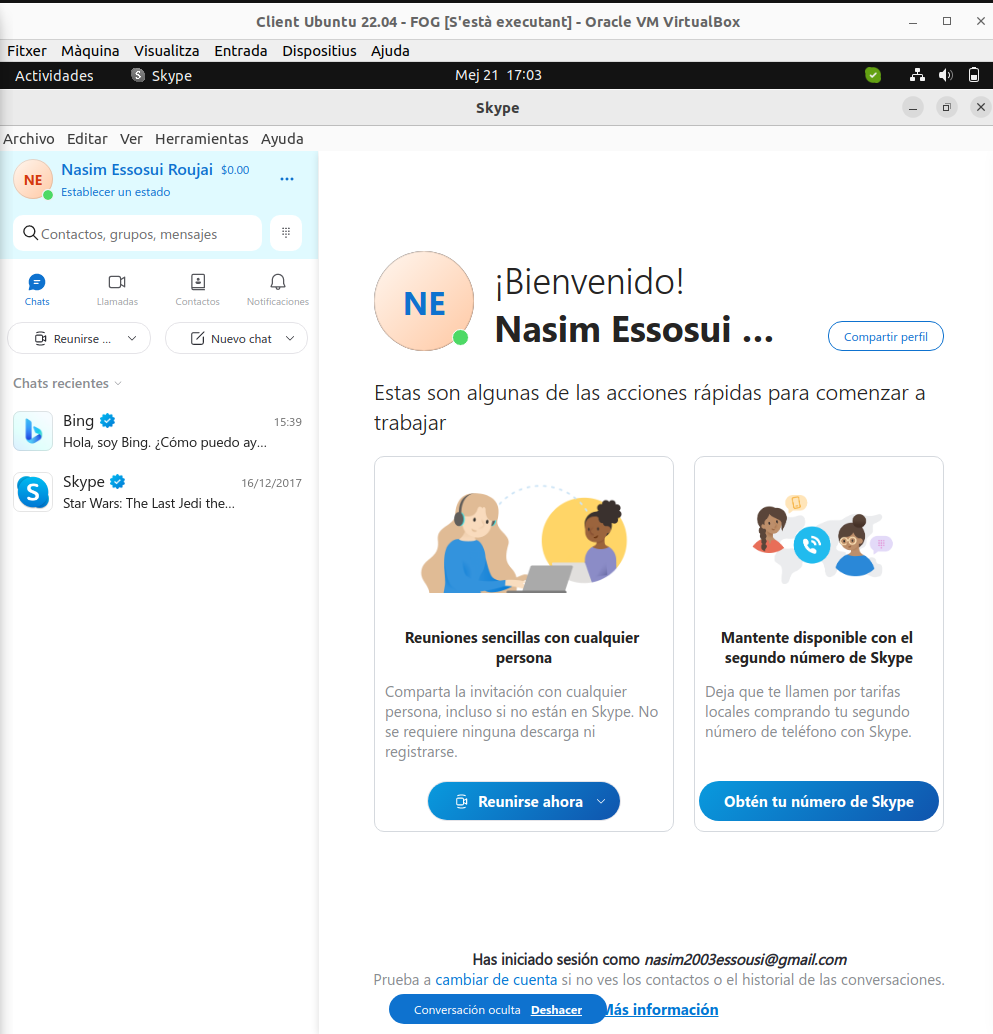 Client Ubuntu 22.04 - FOG [S'està executant] - Oracle VM VirtualBox
Fitxer Màquina Visualitza Entrada Dispositius Ajuda
Actividades Skype Mej 21 17:03
Skype
Archivo Editar Ver Herramientas Ayuda
NE Nasim Essosui Roujai $0.00
Establecer un estado
Contactos, grupos, mensajes
Chats Llamadas Contactos Notificaciones
Reunirse ... Nuevo chat
Chats recientes
Bing 15:39
Hola, soy Bing. ¿Cómo puedo ay...
Skype 16/12/2017
Star Wars: The Last Jedi the...
NE
¡Bienvenido!
Nasim Essosui ...
Compartir perfil
Estas son algunas de las acciones rápidas para comenzar a
trabajar
Reuniones sencillas con cualquier
persona
Comparta la invitación con cualquier
persona, incluso si no están en Skype. No
se requiere ninguna descarga ni
registrarse.
Reunirse ahora
Mantente disponible con el
segundo número de Skype
Deja que te llamen por tarifas
locales comprando tu segundo
número de teléfono con Skype.
Obtén tu número de Skype
Has iniciado sesión como nasim2003essousi@gmail.com
Prueba a cambiar de cuenta si no ves los contactos o el historial de las conversaciones.
Conversación oculta Deshacer Más información